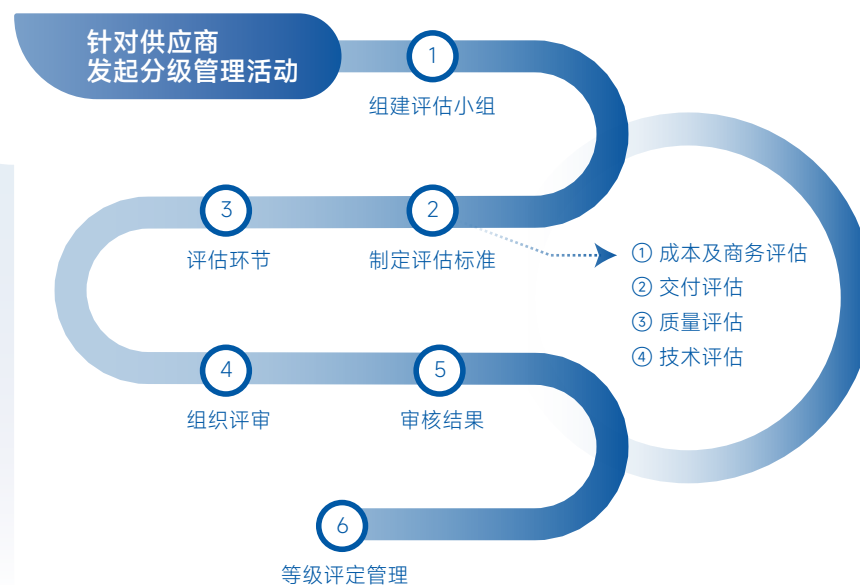 针对供应商
发起分级管理活动
1
组建评估小组
3
2
评估环节
制定评估标准
① 成本及商务评估
② 交付评估
③ 质量评估
④ 技术评估
4
5
组织评审
审核结果
6
等级评定管理